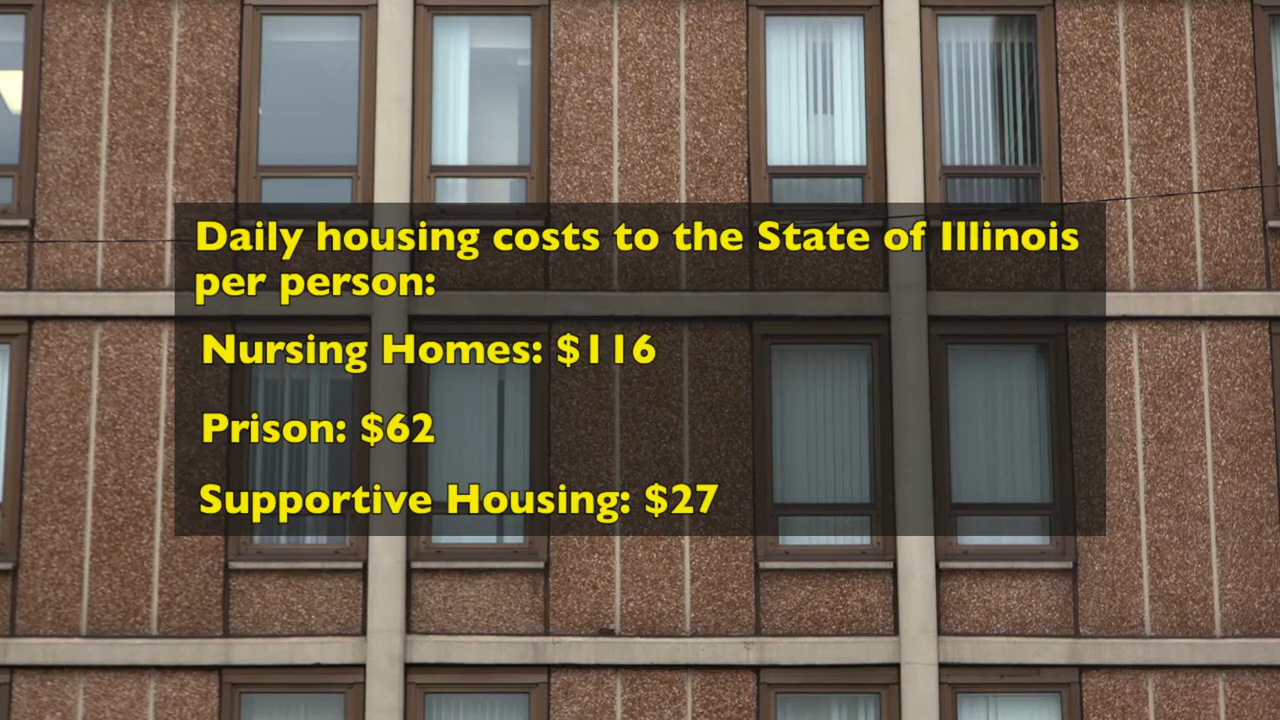 Daily housing costs to the State of Illinois
per person:
Nursing Homes: $116
Prison: $62
Supportive Housing: $27